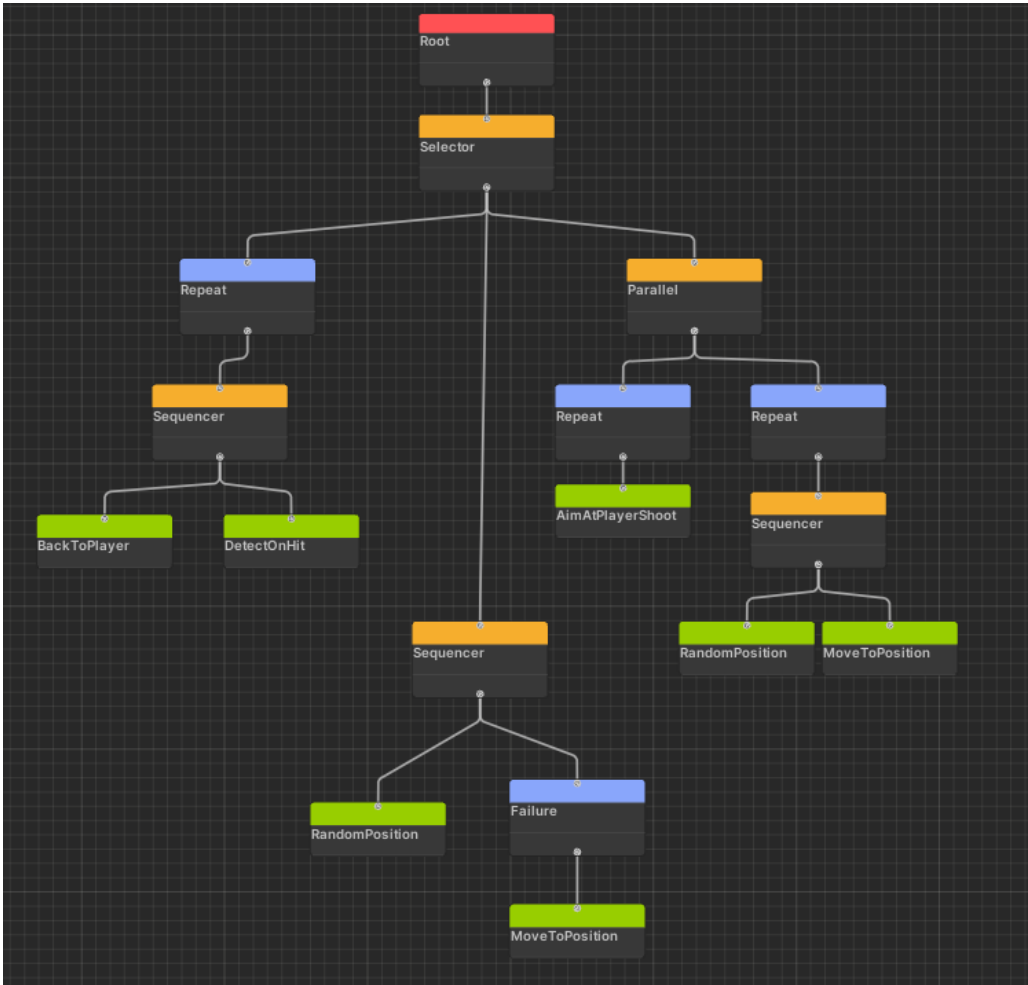 Root
Selector
Repeat
Parallel
Sequencer
Repeat
Repeat
BackToPlayer
DetectOnHit
AimAtPlayerShoot
Sequencer
Sequencer
RandomPosition
MoveToPosition
RandomPosition
Failure
MoveToPosition